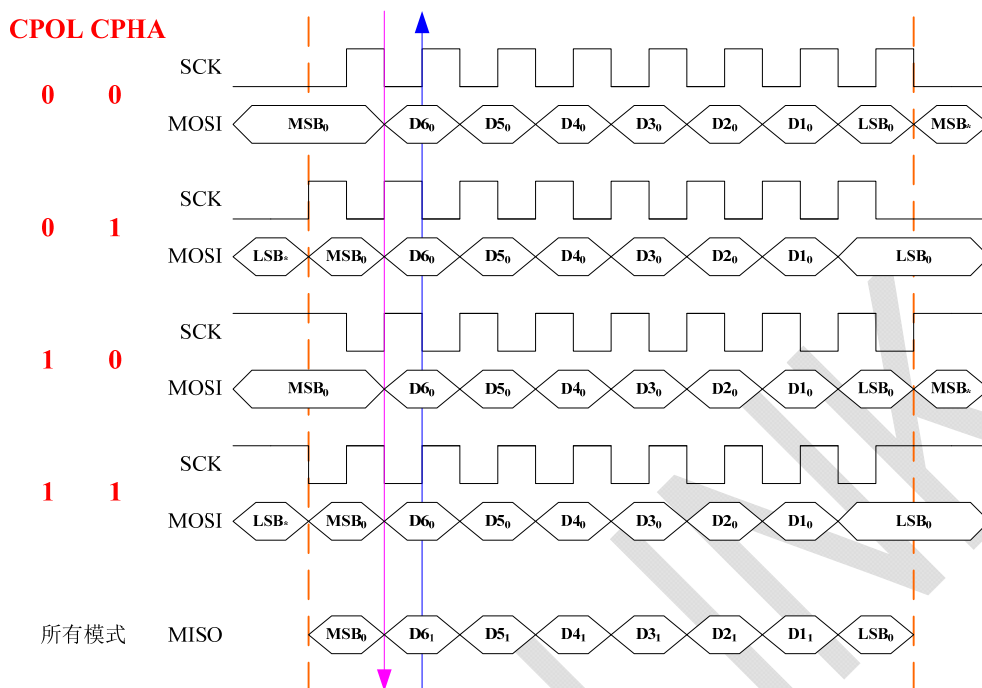 CPOL CPHA
SCK
0 0
MOSI MSB₀ D6₀ D5₀ D4₀ D3₀ D2₀ D1₀ LSB₀ MSB*
SCK
0 1
MOSI LSB* MSB₀ D6₀ D5₀ D4₀ D3₀ D2₀ D1₀ LSB₀
SCK
1 0
MOSI MSB₀ D6₀ D5₀ D4₀ D3₀ D2₀ D1₀ LSB₀ MSB*
SCK
1 1
MOSI LSB* MSB₀ D6₀ D5₀ D4₀ D3₀ D2₀ D1₀ LSB₀
所有模式 MISO MSB₀ D6₁ D5₁ D4₁ D3₁ D2₁ D1₁ LSB₀